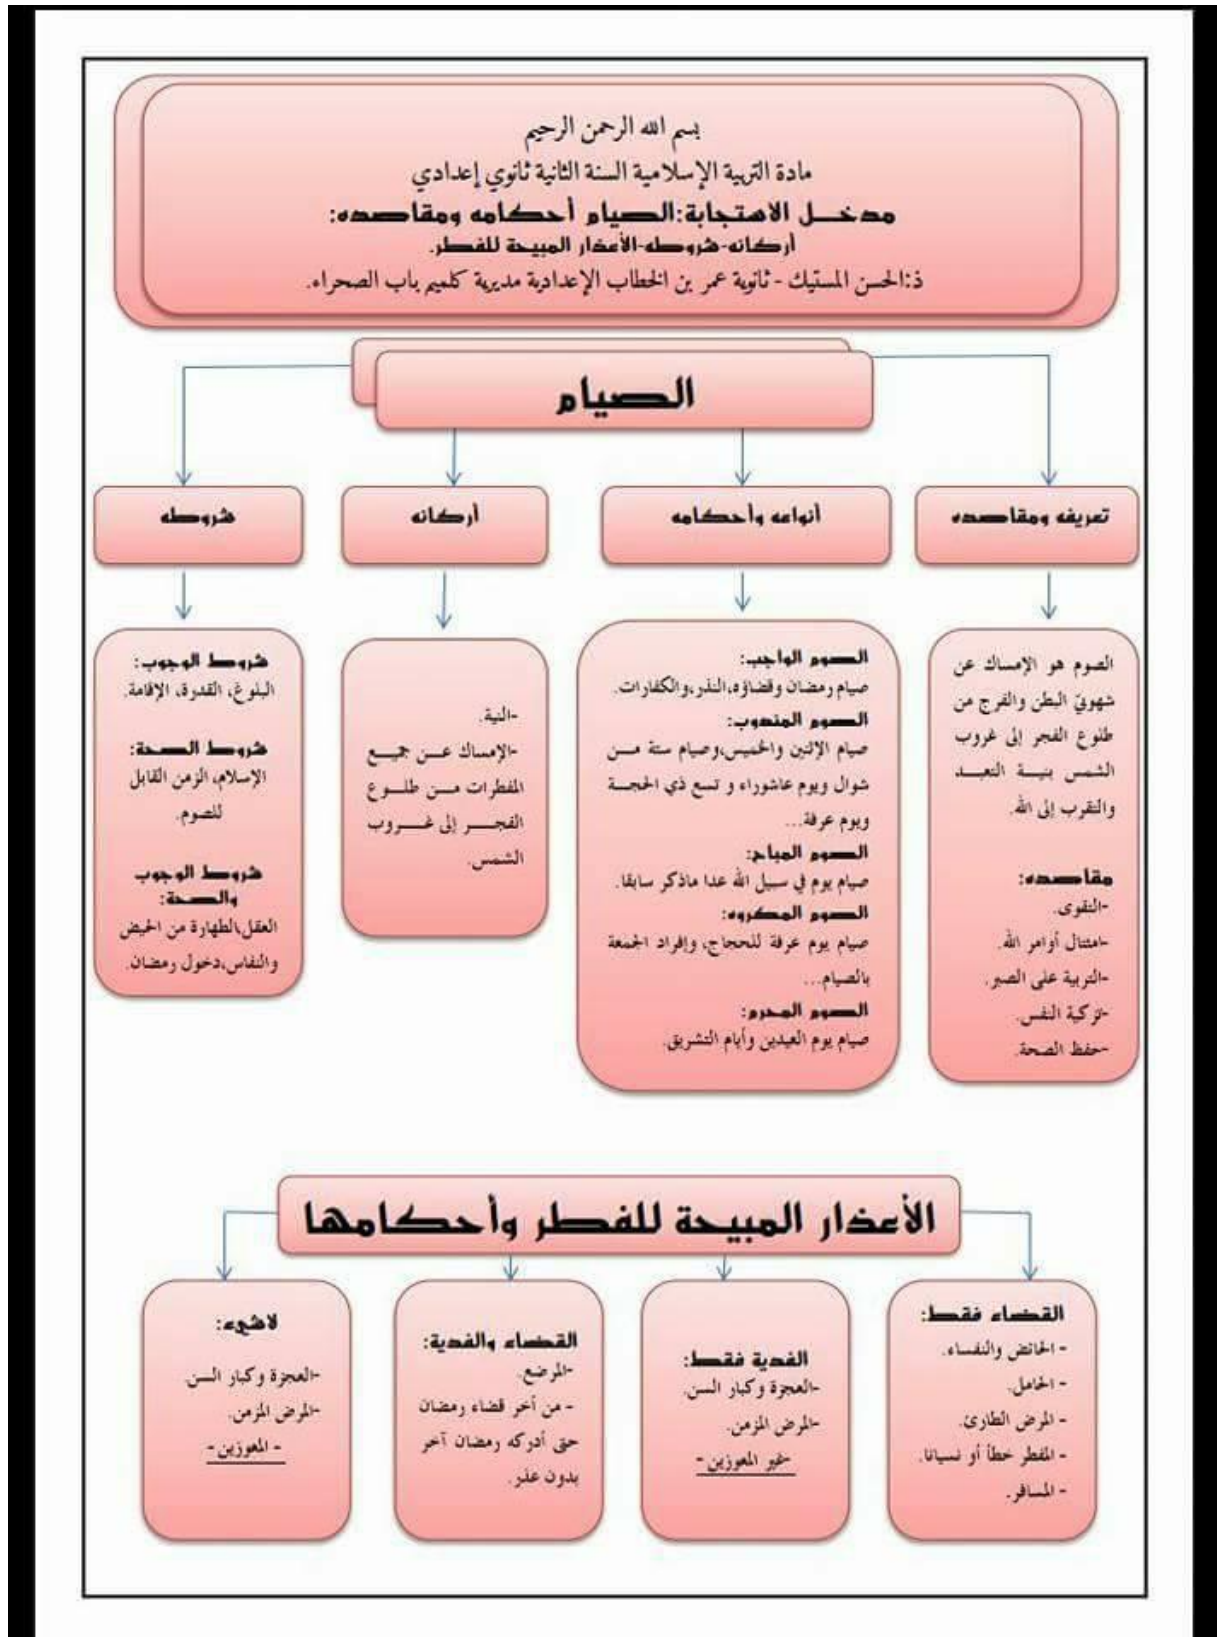 بسم الله الرحمن الرحيم
مادة التربية الإسلامية السنة الثانية ثانوي إعدادي
مدخل الاستجابة:الصيام أحكامه ومقاصده:
أركانه-شروطه-الأعذار المبيحة للفطر.
ذ:الحسن المستيك - ثانوية عمر بن الخطاب الإعدادية مديرية كلميم باب الصحراء.
الصيام
تعريفه ومقاصده
الصوم هو الإمساك عن
شهوتي البطن والفرج من
طلوع الفجر إلى غروب
الشمس بنية التعبد
والتقرب إلى الله.
مقاصده:
-التقوى.
-امتثال أوامر الله.
-التربية على الصبر.
-تزكية النفس.
-حفظ الصحة.
أنواعه وأحكامه
الصوم الواجب:
صيام رمضان وقضاؤه،النذر،والكفارات.
الصوم المندوب:
صيام الإثنين والخميس،وصيام ستة من
شوال ويوم عاشوراء و تسع ذي الحجة
ويوم عرفة...
الصوم المباح:
صيام يوم في سبيل الله عدا ماذكر سابقا.
الصوم المكروه:
صيام يوم عرفة للحجاج، وإفراد الجمعة
بالصيام...
الصوم المحرم:
صيام يوم العيدين وأيام التشريق.
أركانه
-النية.
-الإمساك عن جميع
المفطرات من طلوع
الفجر إلى غروب
الشمس.
شروطه
شروط الوجوب:
البلوغ، القدرة، الإقامة.
شروط الصحة:
الإسلام، الزمن القابل
للصوم.
شروط الوجوب
والصحة:
العقل،الطهارة من الحيض
والنفاس،دخول رمضان.
الأعذار المبيحة للفطر وأحكامها
القضاء فقط:
- الحائض والنفساء.
- الحامل.
- المرض الطارئ.
- المفطر خطأ أو نسيانا.
- المسافر.
الفدية فقط:
-العجزة وكبار السن.
-المرض المزمن.
-غير المعوزين-
القضاء والفدية:
-المرضع.
- من أخر قضاء رمضان
حتى أدركه رمضان آخر
بدون عذر.
لاشيء:
-العجزة وكبار السن.
-المرض المزمن.
- المعوزين-